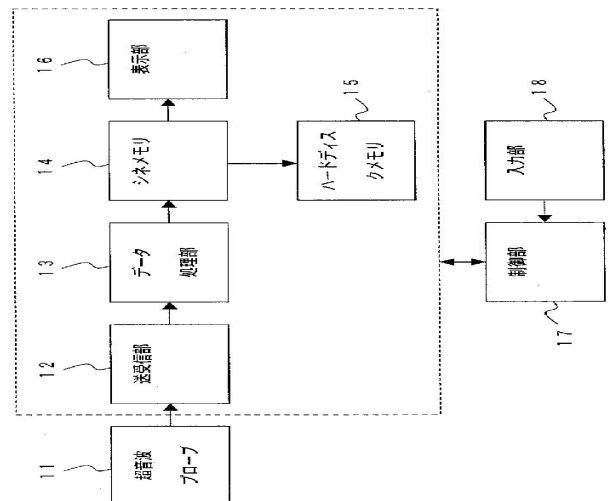 11
超音波
プローブ
12
送受信部
13
データ
処理部
14
シネメモリ
16
表示部
15
ハードディス
クメモリ
17
制御部
18
入力部